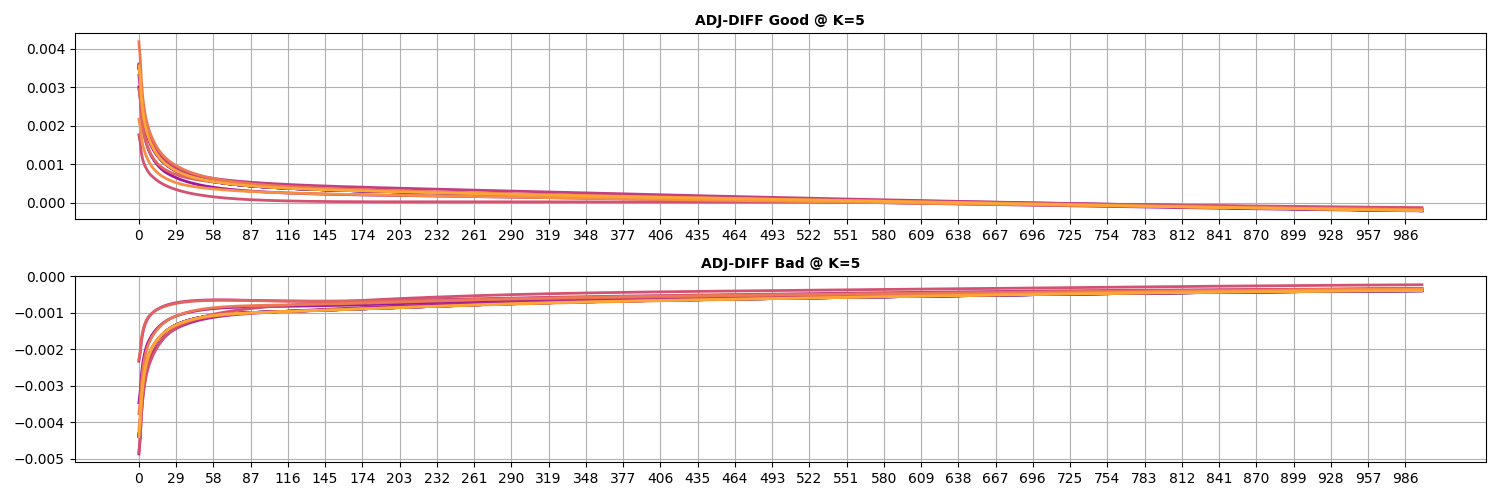 ADJ-DIFF Good @ K=5
0.004
0.003
0.002
0.001
0.000
0 29 58 87 116 145 174 203 232 261 290 319 348 377 406 435 464 493 522 551 580 609 638 667 696 725 754 783 812 841 870 899 928 957 986
ADJ-DIFF Bad @ K=5
0.000
−0.001
−0.002
−0.003
−0.004
−0.005
0 29 58 87 116 145 174 203 232 261 290 319 348 377 406 435 464 493 522 551 580 609 638 667 696 725 754 783 812 841 870 899 928 957 986